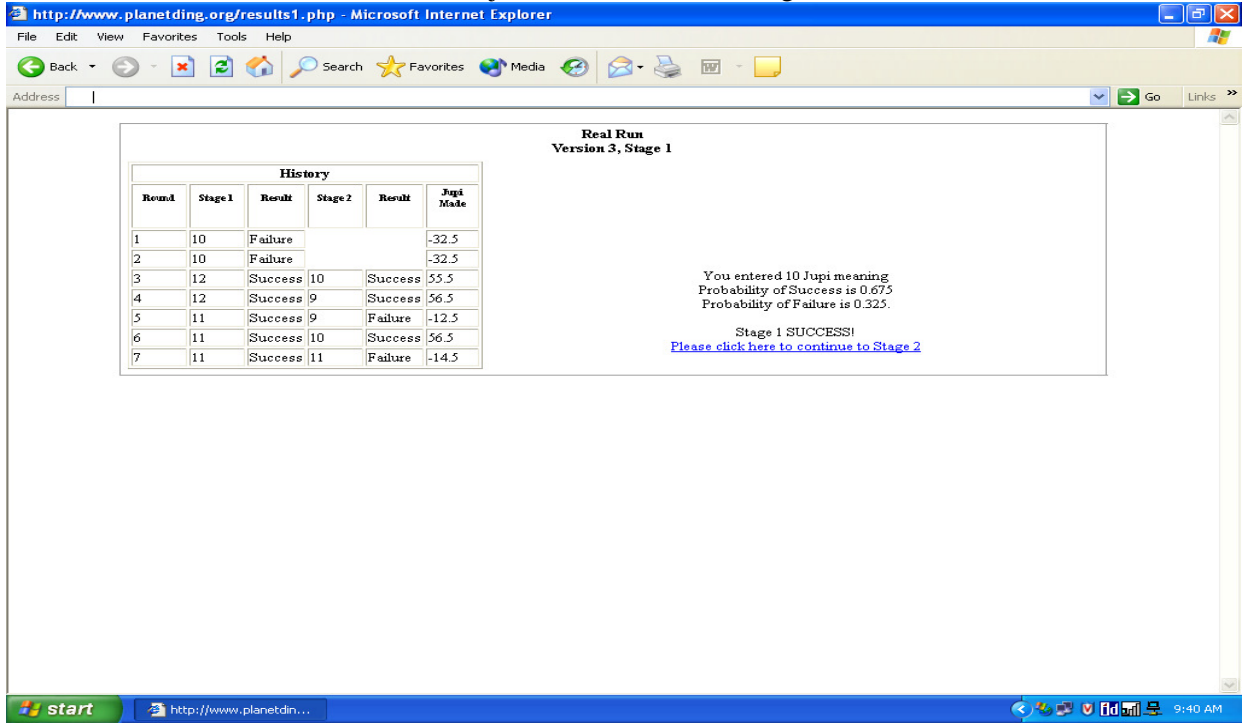 http://www.planetding.org/results1.php - Microsoft Internet Explorer
File Edit View Favorites Tools Help
Back Search Favorites Media
Address Go Links »
Real Run
Version 3, Stage 1
History
Round Stage 1 Result Stage 2 Result Jupi Made
1 10 Failure -32.5
2 10 Failure -32.5
3 12 Success 10 Success 55.5
4 12 Success 9 Success 56.5
5 11 Success 9 Failure -12.5
6 11 Success 10 Success 56.5
7 11 Success 11 Failure -14.5
You entered 10 Jupi meaning
Probability of Success is 0.675
Probability of Failure is 0.325.
Stage 1 SUCCESS!
Please click here to continue to Stage 2
start http://www.planetdin... 9:40 AM